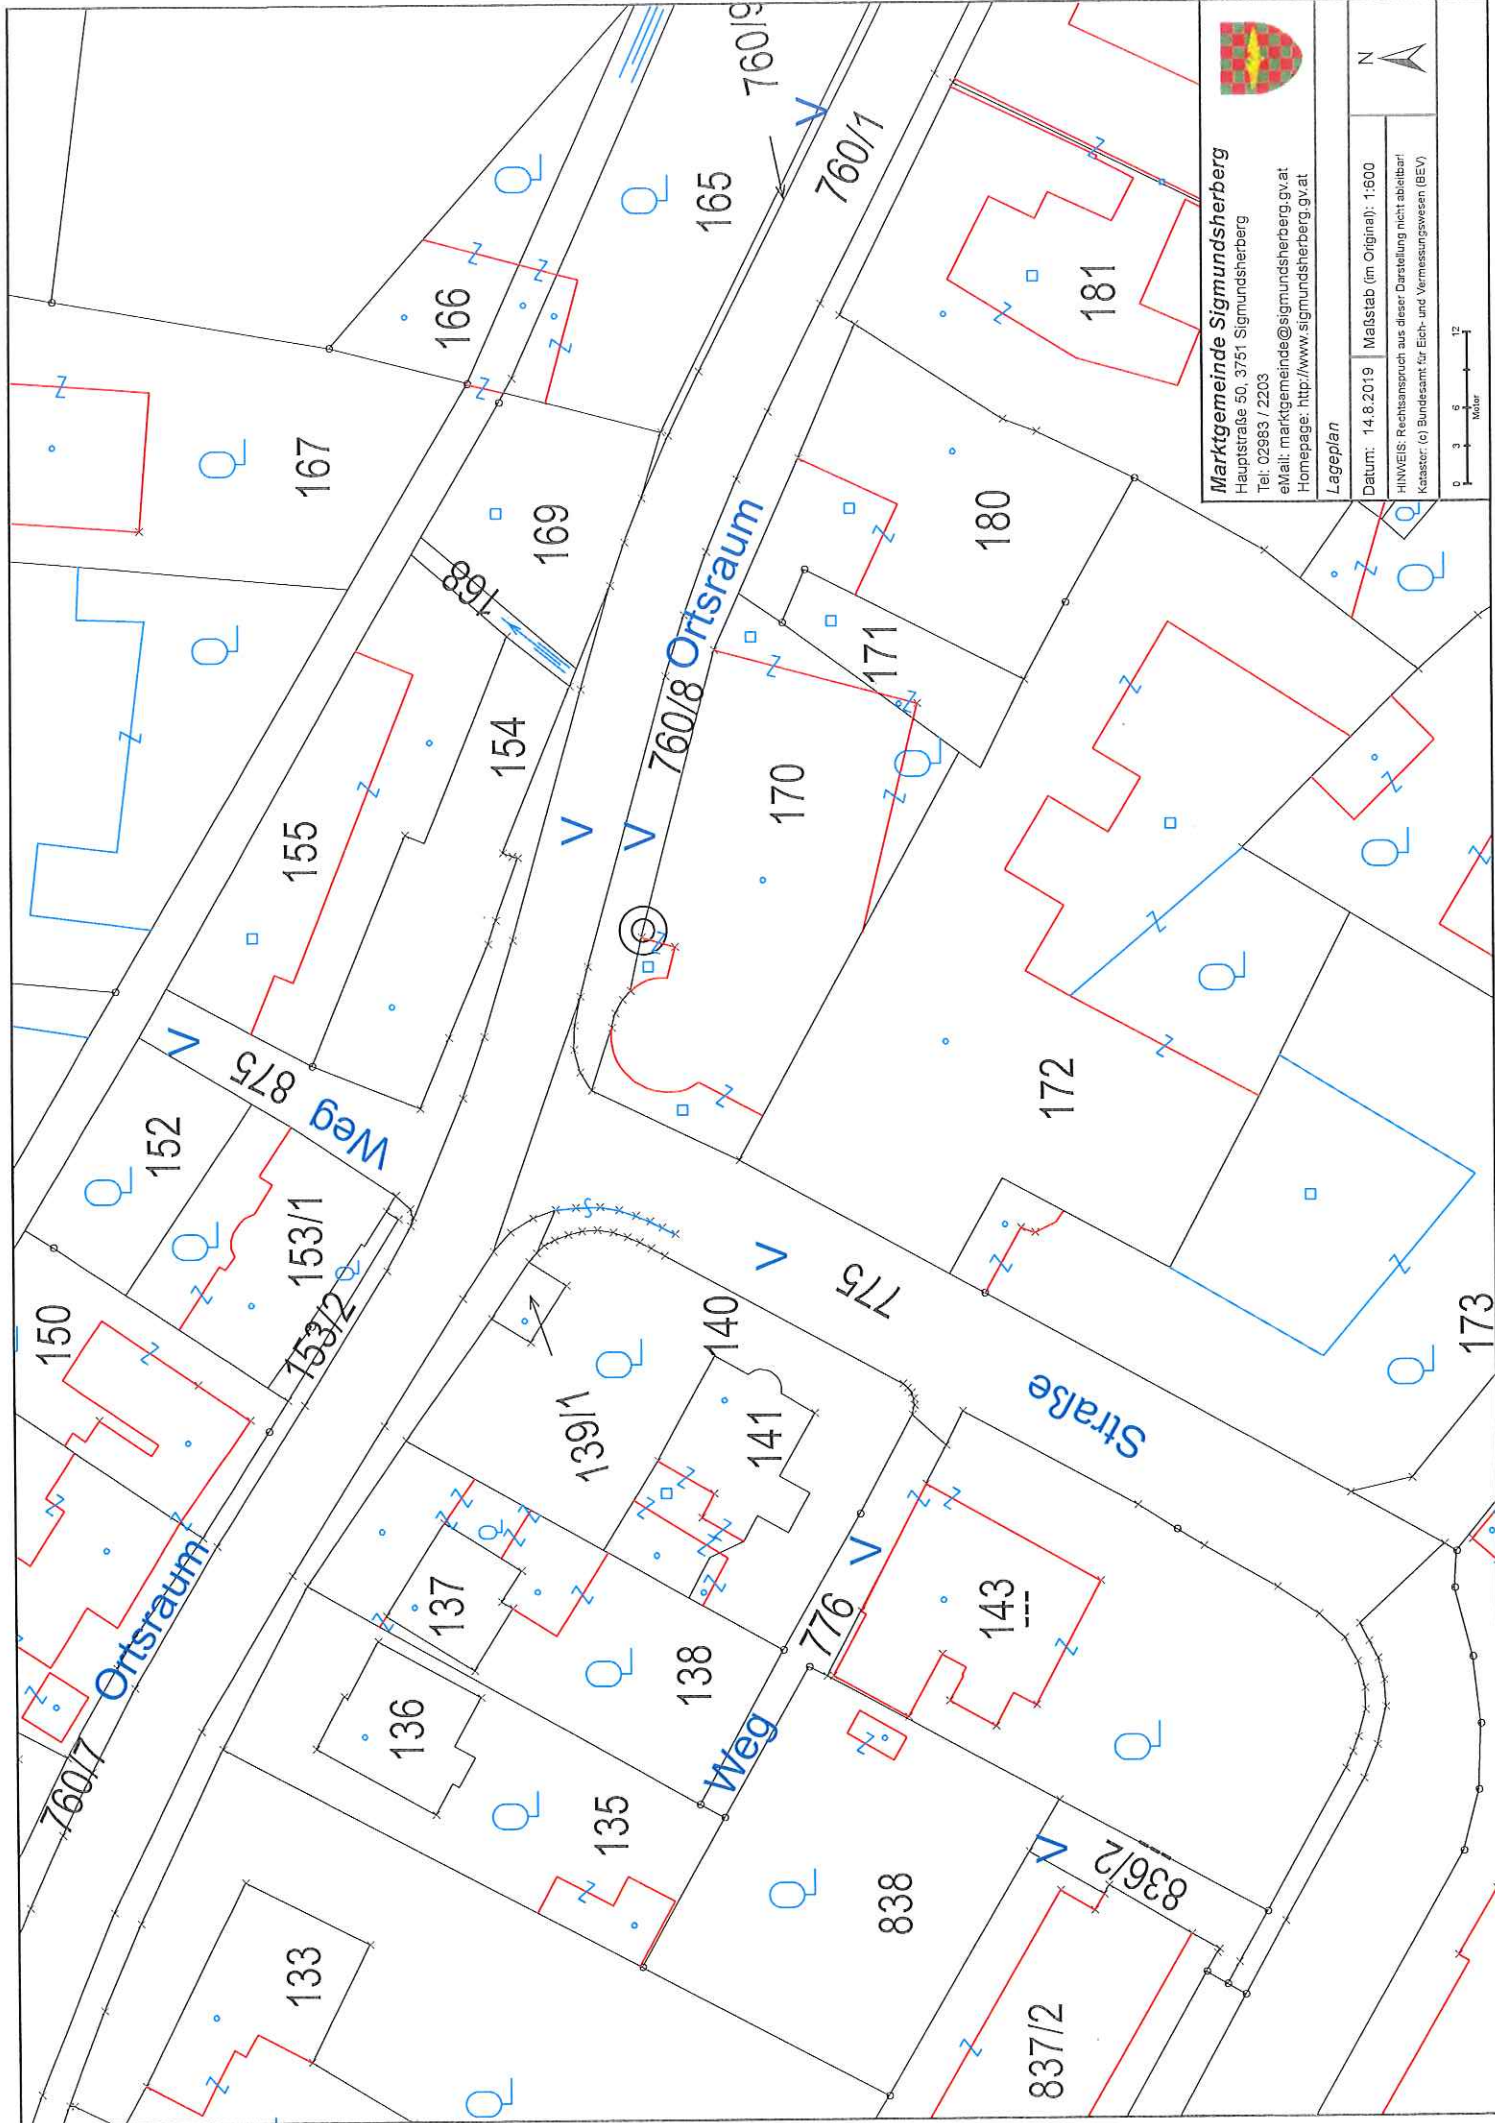 Marktgemeinde Sigmundsherberg
Hauptstraße 50, 3751 Sigmundsherberg
Tel: 02983 / 2203
eMail: marktgemeinde@sigmundsherberg.gv.at
Homepage: http://www.sigmundsherberg.gv.at
Lageplan
Datum: 14.8.2019
Maßstab (im Original): 1:600
N
HINWEIS: Rechtsanspruch aus dieser Darstellung nicht ableitbar!
Kataster: (c) Bundesamt für Eich- und Vermessungswesen (BEV)
0 3 6 12
Meter
760/9
760/1
165
166
167
169
168
181
180
171
170
760/8 Ortsraum
154
155
V
V
V
V
875
Weg
152
153/1
153/2
150
172
173
V
775
Straße
140
141
139/1
137
138
136
135
V
776
Weg
143
Ortsraum
760/7
133
838
V
836/2
837/2